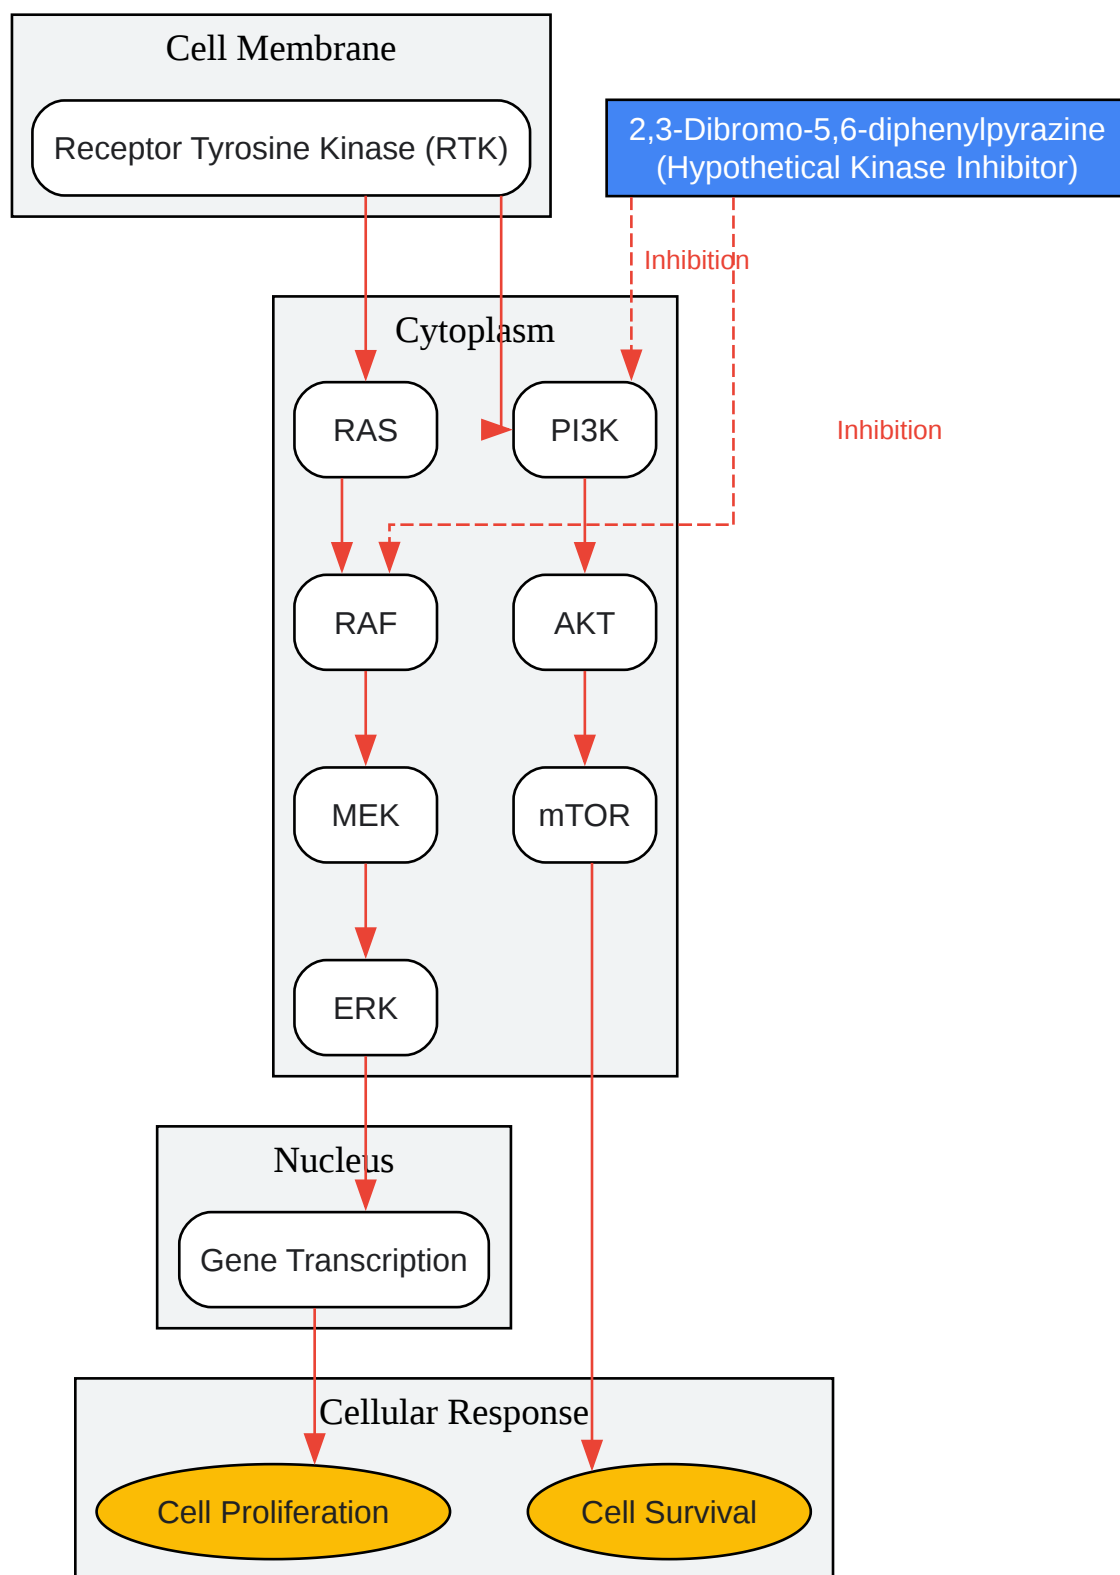 Cell Membrane
Receptor Tyrosine Kinase (RTK)
2,3-Dibromo-5,6-diphenylpyrazine
(Hypothetical Kinase Inhibitor)
Inhibition
Cytoplasm
RAS
PI3K
Inhibition
RAF
AKT
MEK
mTOR
ERK
Nucleus
Gene Transcription
Cellular Response
Cell Proliferation
Cell Survival